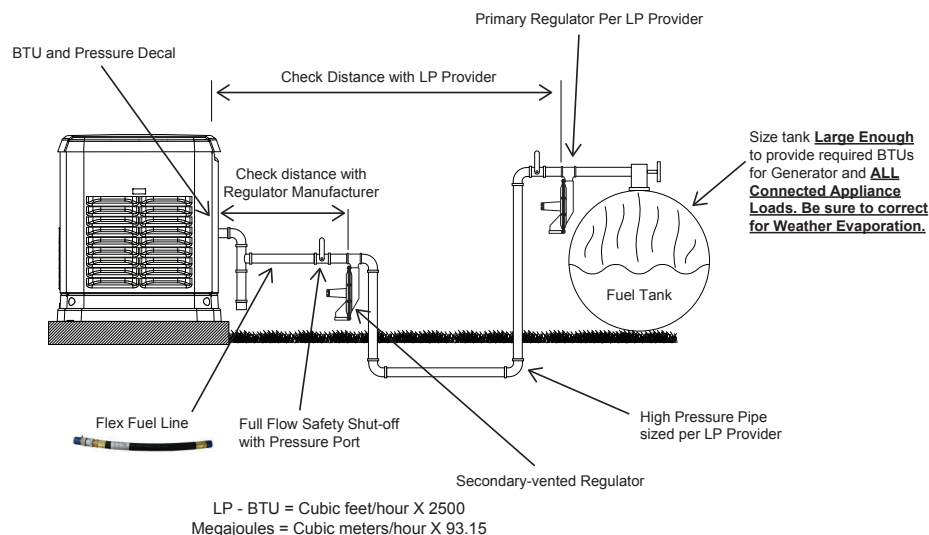 Primary Regulator Per LP Provider
BTU and Pressure Decal
Check Distance with LP Provider
Size tank Large Enough
to provide required BTUs
for Generator and ALL
Connected Appliance
Loads. Be sure to correct
for Weather Evaporation.
Check distance with
Regulator Manufacturer
Fuel Tank
Flex Fuel Line
Full Flow Safety Shut-off
with Pressure Port
High Pressure Pipe
sized per LP Provider
Secondary-vented Regulator
LP - BTU = Cubic feet/hour X 2500
Megajoules = Cubic meters/hour X 93.15